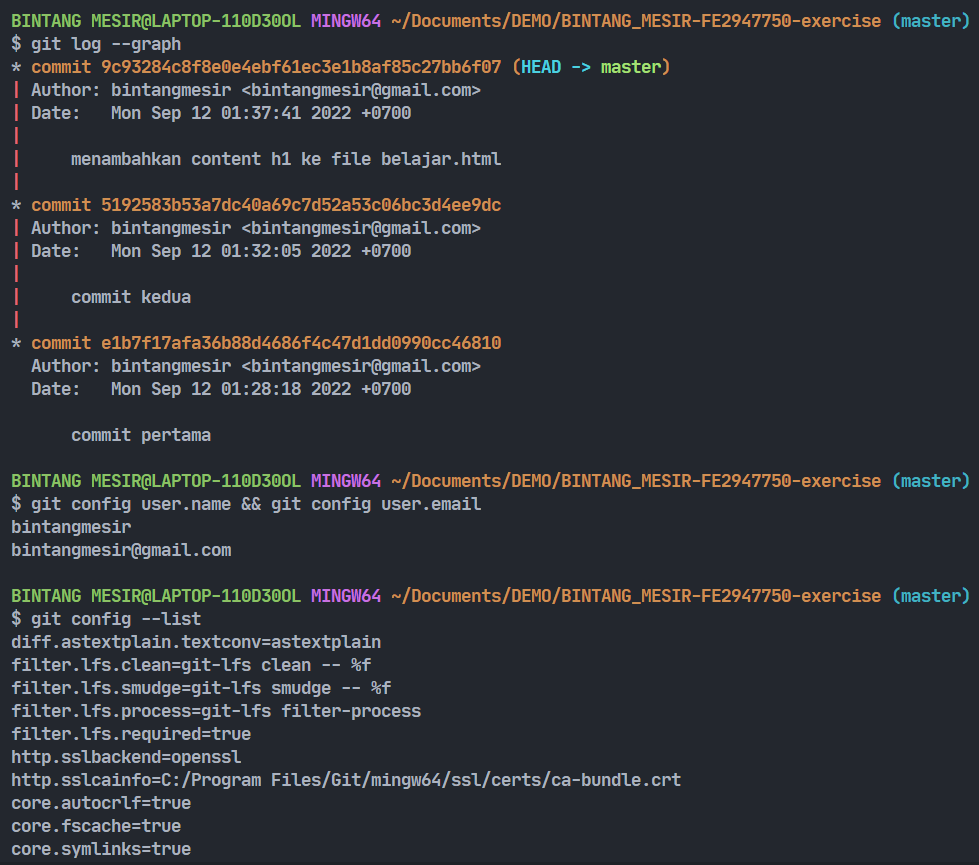 BINTANG MESIR@LAPTOP-110D30OL MINGW64 ~/Documents/DEMO/BINTANG_MESIR-FE2947750-exercise (master)
$ git log --graph
* commit 9c93284c8f8e0e4ebf61ec3e1b8af85c27bb6f07 (HEAD -> master)
| Author: bintangmesir <bintangmesir@gmail.com>
| Date:   Mon Sep 12 01:37:41 2022 +0700
|
|     menambahkan content h1 ke file belajar.html
|
* commit 5192583b53a7dc40a69c7d52a53c06bc3d4ee9dc
| Author: bintangmesir <bintangmesir@gmail.com>
| Date:   Mon Sep 12 01:32:05 2022 +0700
|
|     commit kedua
|
* commit e1b7f17afa36b88d4686f4c47d1dd0990cc46810
  Author: bintangmesir <bintangmesir@gmail.com>
  Date:   Mon Sep 12 01:28:18 2022 +0700
      commit pertama
BINTANG MESIR@LAPTOP-110D30OL MINGW64 ~/Documents/DEMO/BINTANG_MESIR-FE2947750-exercise (master)
$ git config user.name && git config user.email
bintangmesir
bintangmesir@gmail.com
BINTANG MESIR@LAPTOP-110D30OL MINGW64 ~/Documents/DEMO/BINTANG_MESIR-FE2947750-exercise (master)
$ git config --list
diff.astextplain.textconv=astextplain
filter.lfs.clean=git-lfs clean -- %f
filter.lfs.smudge=git-lfs smudge -- %f
filter.lfs.process=git-lfs filter-process
filter.lfs.required=true
http.sslbackend=openssl
http.sslcainfo=C:/Program Files/Git/mingw64/ssl/certs/ca-bundle.crt
core.autocrlf=true
core.fscache=true
core.symlinks=true